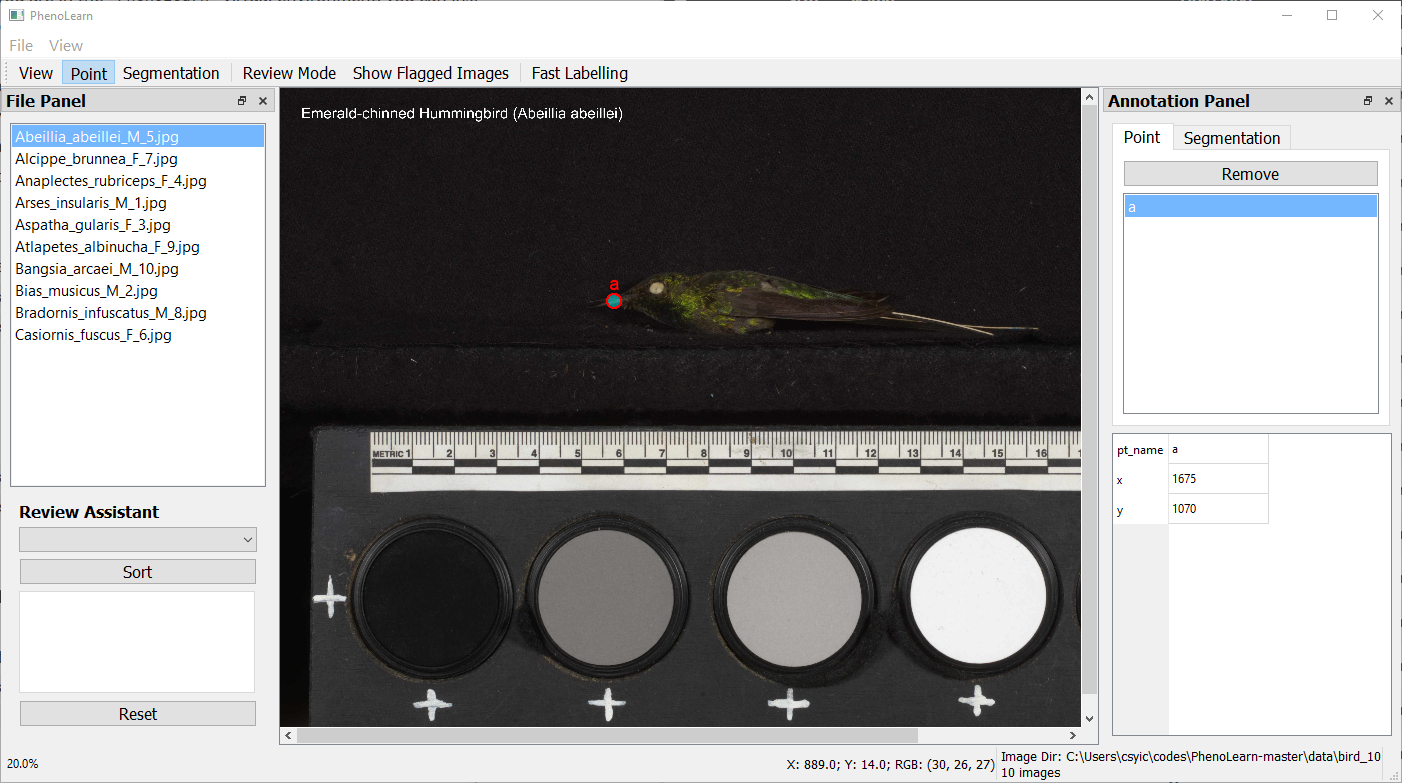 PhenoLearn
File View
View Point Segmentation Review Mode Show Flagged Images Fast Labelling
File Panel
Abeillia_abeillei_M_5.jpg
Alcippe_brunnea_F_7.jpg
Anaplectes_rubriceps_F_4.jpg
Arses_insularis_M_1.jpg
Aspatha_gularis_F_3.jpg
Atlapetes_albinucha_F_9.jpg
Bangsia_arcaei_M_10.jpg
Bias_musicus_M_2.jpg
Bradornis_infuscatus_M_8.jpg
Casiornis_fuscus_F_6.jpg
Review Assistant
Sort
Reset
20.0%
Emerald-chinned Hummingbird (Abeillia abeillei)
a
METRIC 1 2 3 4 5 6 7 8 9 10 11 12 13 14 15 16
X: 889.0; Y: 14.0; RGB: (30, 26, 27)
Annotation Panel
Point Segmentation
Remove
a
pt_name a
x 1675
y 1070
Image Dir: C:\Users\csyic\codes\PhenoLearn-master\data\bird_10
10 images